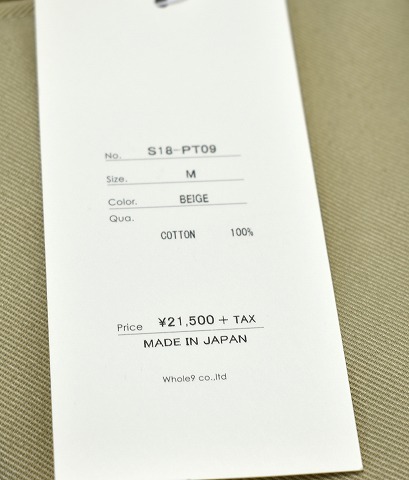 No. S18-PT09
Size. M
Color. BEIGE
Qua.
COTTON 100%
Price ¥21,500 + TAX
MADE IN JAPAN
Whole9 co.,ltd